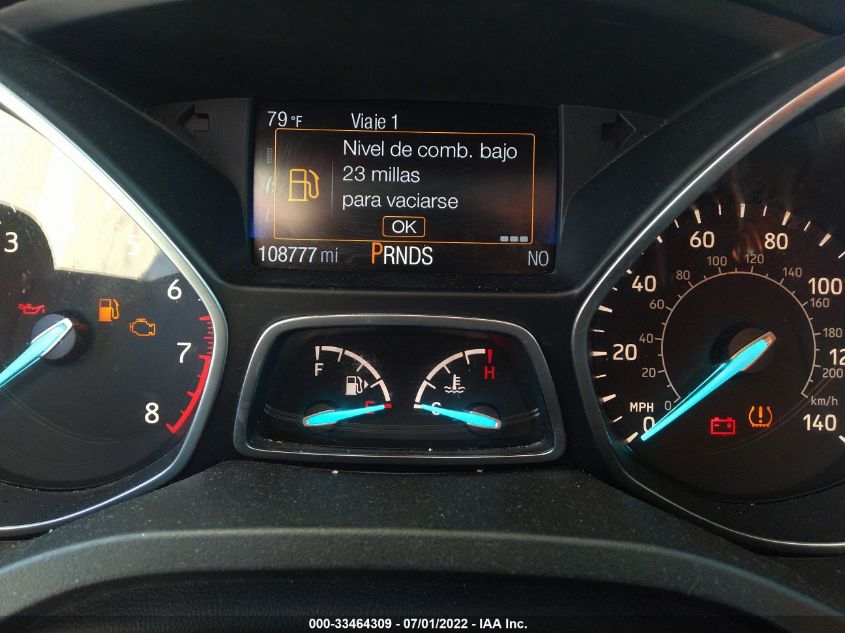 79°F Viaje 1
Nivel de comb. bajo
23 millas
para vaciarse
OK
108777 mi PRNDS NO
3 5 6 7 8
F E
C H
0 20 40 60 80 100 12 140
MPH
0 20 40 60 80 100 120 140 160 180 200
km/h
000-33464309 - 07/01/2022 - IAA Inc.